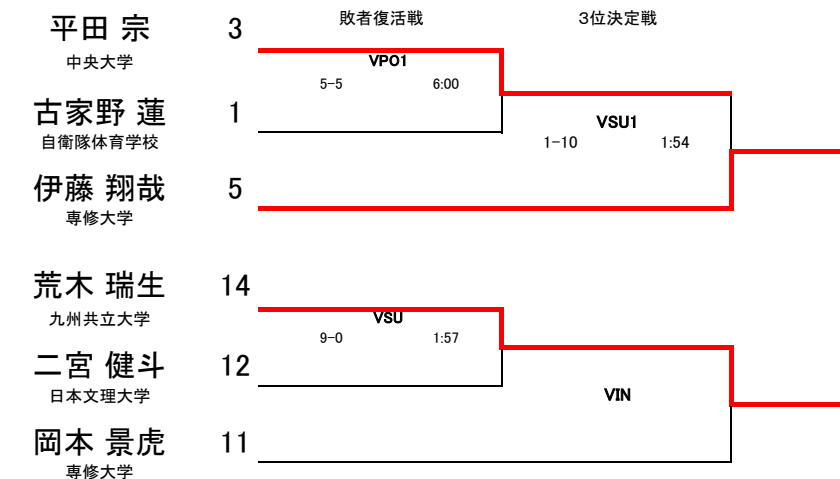 敗者復活戦 3位決定戦
平田 宗 3
中央大学
VPO1
5-5 6:00
古家野 蓮 1
自衛隊体育学校
VSU1
1-10 1:54
伊藤 翔哉 5
専修大学
荒木 瑞生 14
九州共立大学
VSU
9-0 1:57
二宮 健斗 12
日本文理大学
VIN
岡本 景虎 11
専修大学